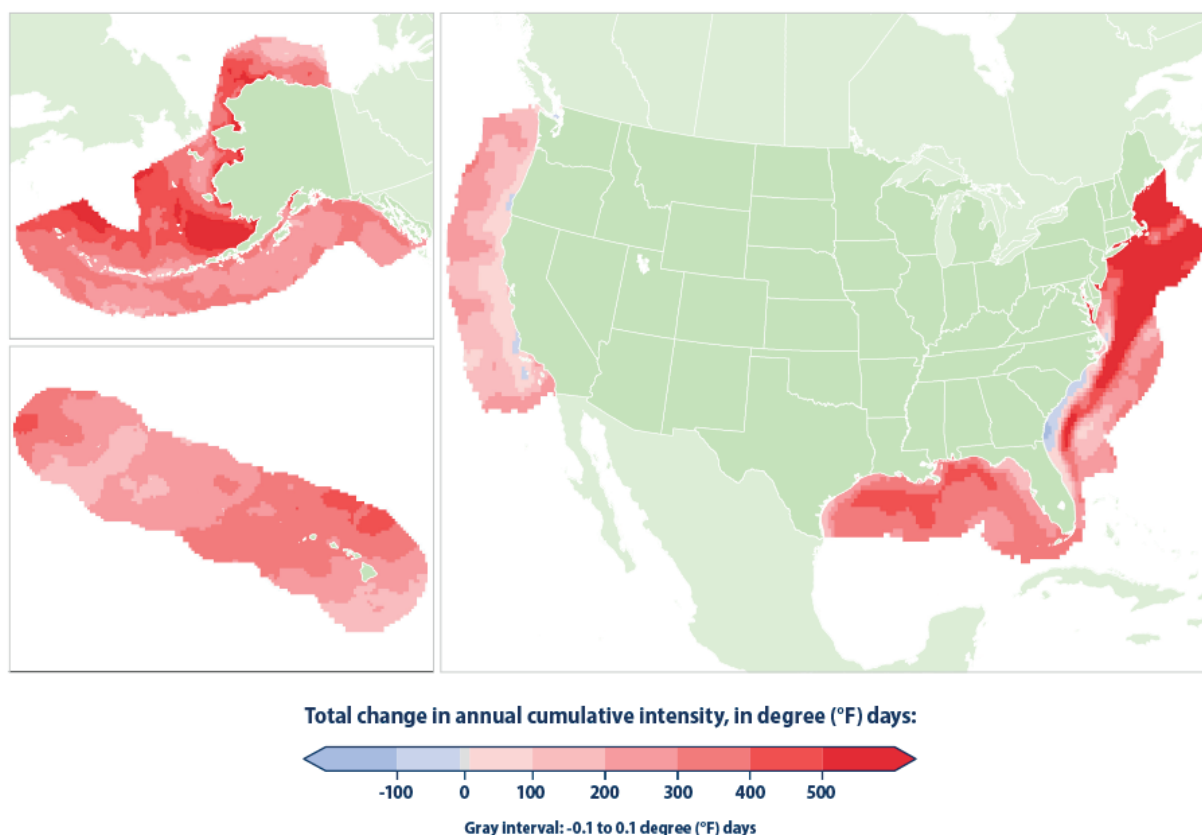 Total change in annual cumulative intensity, in degree (°F) days:
-100 0 100 200 300 400 500
Gray interval: -0.1 to 0.1 degree (°F) days